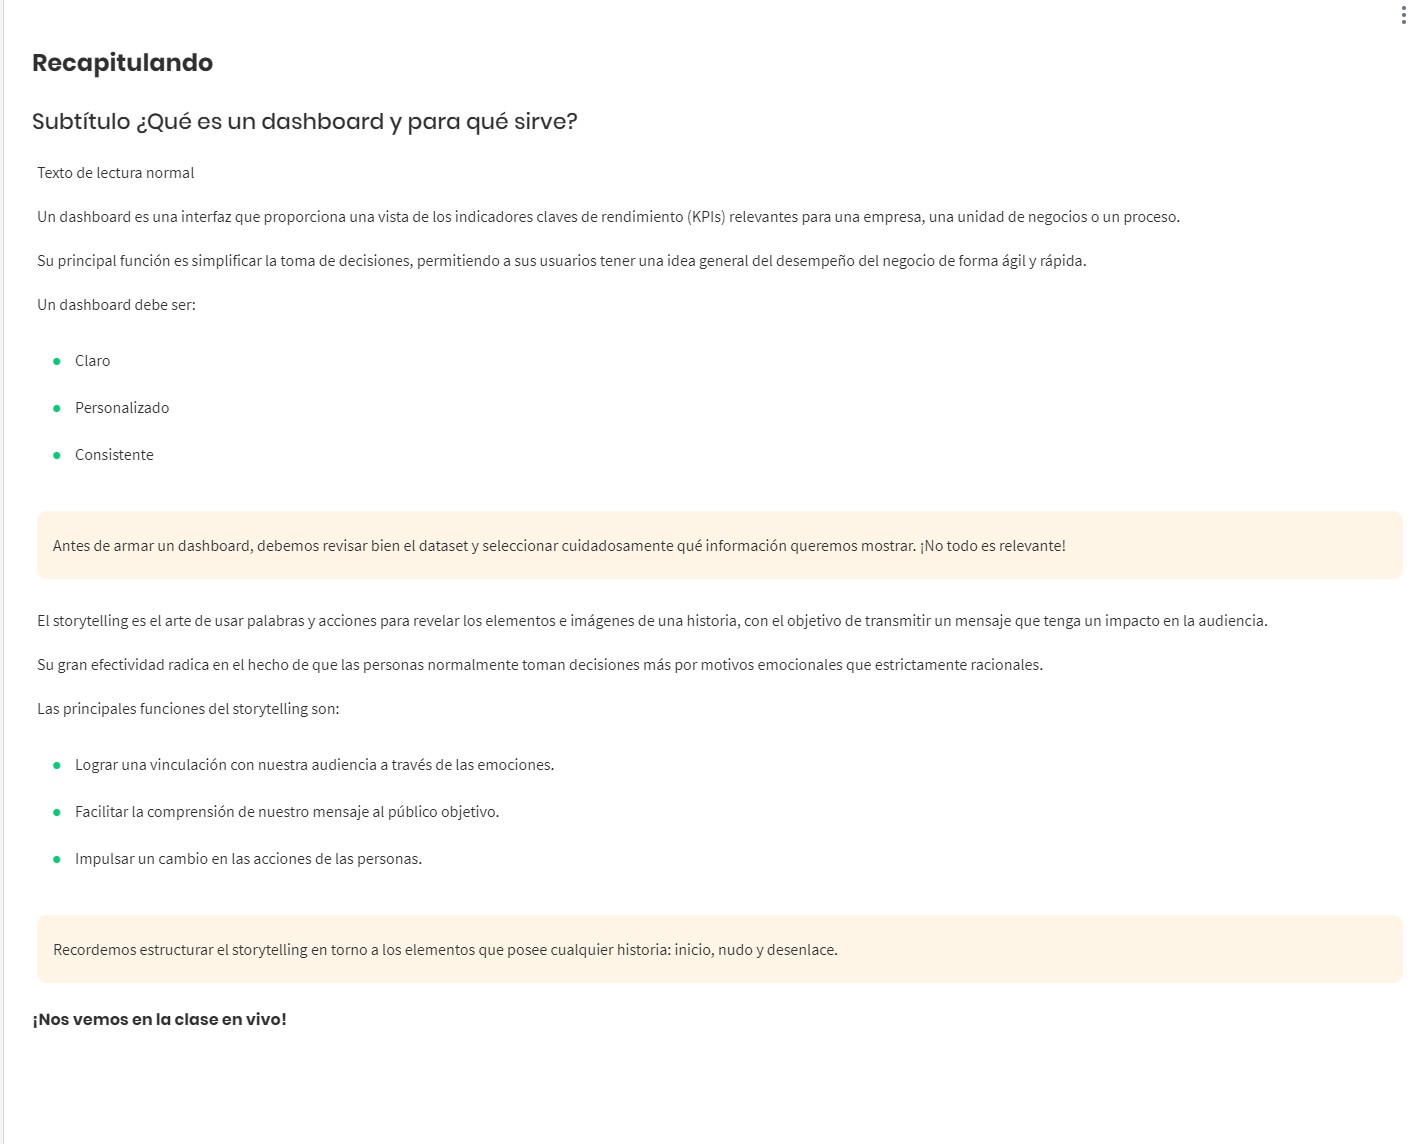 Recapitulando
Subtítulo ¿Qué es un dashboard y para qué sirve?
Texto de lectura normal
Un dashboard es una interfaz que proporciona una vista de los indicadores claves de rendimiento (KPIs) relevantes para una empresa, una unidad de negocios o un proceso.
Su principal función es simplificar la toma de decisiones, permitiendo a sus usuarios tener una idea general del desempeño del negocio de forma ágil y rápida.
Un dashboard debe ser:
Claro
Personalizado
Consistente
Antes de armar un dashboard, debemos revisar bien el dataset y seleccionar cuidadosamente qué información queremos mostrar. ¡No todo es relevante!
El storytelling es el arte de usar palabras y acciones para revelar los elementos e imágenes de una historia, con el objetivo de transmitir un mensaje que tenga un impacto en la audiencia.
Su gran efectividad radica en el hecho de que las personas normalmente toman decisiones más por motivos emocionales que estrictamente racionales.
Las principales funciones del storytelling son:
Lograr una vinculación con nuestra audiencia a través de las emociones.
Facilitar la comprensión de nuestro mensaje al público objetivo.
Impulsar un cambio en las acciones de las personas.
Recordemos estructurar el storytelling en torno a los elementos que posee cualquier historia: inicio, nudo y desenlace.
¡Nos vemos en la clase en vivo!